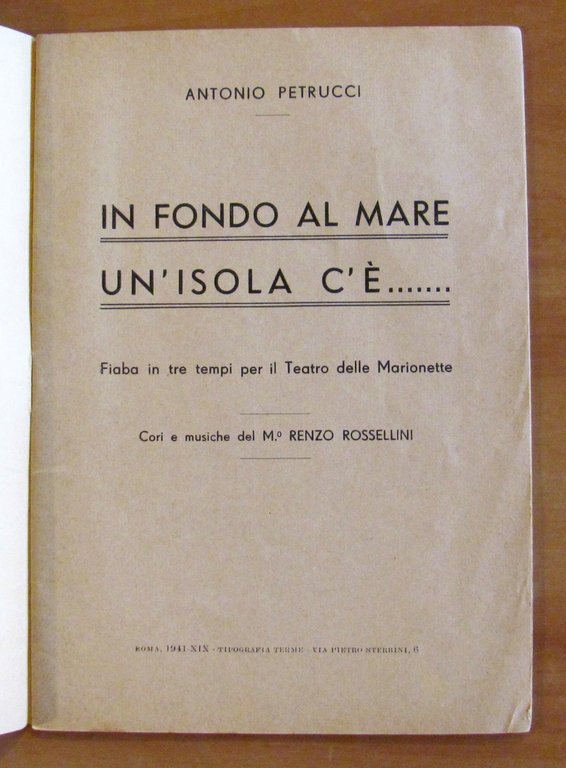 ANTONIO PETRUCCI
IN FONDO AL MARE
UN'ISOLA C'È.......
Fiaba in tre tempi per il Teatro delle Marionette
Cori e musiche del M.º RENZO ROSSELLINI
ROMA, 1941-XIX - TIPOGRAFIA TERME - VIA PIETRO STERBINI, 6